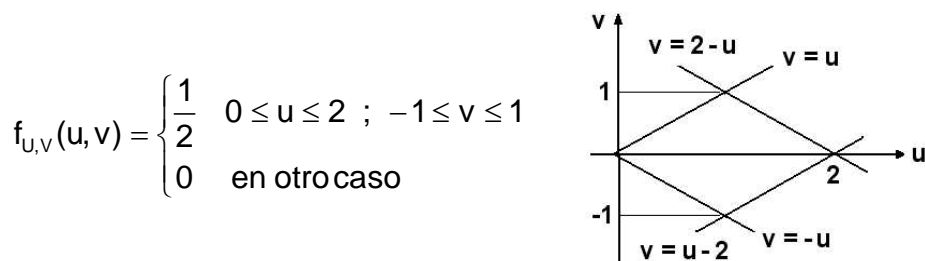 f_{U,V}(u,v) = { 1/2 0 ≤ u ≤ 2 ; −1 ≤ v ≤ 1
0 en otro caso
v
v = 2 - u
v = u
1
u
2
-1
v = u - 2
v = -u